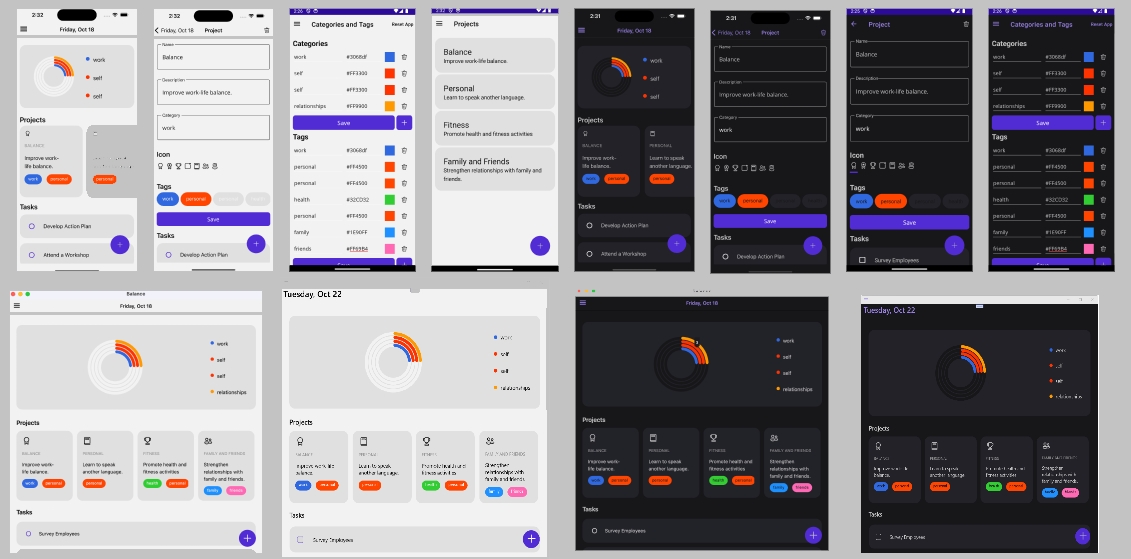 2:32
Friday, Oct 18
work
self
self
Projects
BALANCE
Improve work-
life balance.
work
personal
personal
Tasks
Develop Action Plan
Attend a Workshop
2:32
Friday, Oct 18
Project
Name
Balance
Description
Improve work-life balance.
Category
work
Icon
Tags
work
personal
Save
Tasks
Develop Action Plan
2:26
Categories and Tags
Reset App
Categories
work #3068df
self #FF3300
self #FF3300
relationships #FF9900
Save +
Tags
work #3068df
personal #FF4500
personal #FF4500
health #32CD32
personal #FF4500
family #1E90FF
friends #FF69B4
Save
Projects
Balance
Improve work-life balance.
Personal
Learn to speak another language.
Fitness
Promote health and fitness activities
Family and Friends
Strengthen relationships with family and
friends.
2:31
Friday, Oct 18
work
self
self
Projects
BALANCE
Improve work-
life balance.
work
personal
PERSONAL
Learn to speak
another language.
personal
Tasks
Develop Action Plan
Attend a Workshop
2:31
Friday, Oct 18
Project
Name
Balance
Description
Improve work-life balance.
Category
work
Icon
Tags
work
personal
Save
Tasks
Develop Action Plan
2:25
Project
Name
Balance
Description
Improve work-life balance.
Category
work
Icon
Tags
work
personal
Save
Tasks
Survey Employees
2:26
Categories and Tags
Reset App
Categories
work #3068df
self #FF3300
self #FF3300
relationships #FF9900
Save +
Tags
work #3068df
personal #FF4500
personal #FF4500
health #32CD32
personal #FF4500
family #1E90FF
friends #FF69B4
Balance
Friday, Oct 18
work
self
self
relationships
Projects
BALANCE
Improve work-
life balance.
work
personal
PERSONAL
Learn to speak
another language.
personal
FITNESS
Promote health and
fitness activities
health
personal
FAMILY AND FRIENDS
Strengthen
relationships with
family and friends.
family
friends
Tasks
Survey Employees
Tuesday, Oct 22
work
self
self
relationships
Projects
BALANCE
Improve work-life
balance.
work
personal
PERSONAL
Learn to speak
another language.
personal
FITNESS
Promote health and
fitness activities
health
personal
FAMILY AND FRIENDS
Strengthen
relationships with
family and friends.
family
friends
Tasks
Survey Employees
Friday, Oct 18
work
self
self
relationships
Projects
BALANCE
Improve work-
life balance.
work
personal
PERSONAL
Learn to speak
another language.
personal
FITNESS
Promote health and
fitness activities
health
personal
FAMILY AND FRIENDS
Strengthen
relationships with
family and friends.
family
friends
Tasks
Survey Employees
Tuesday, Oct 22
work
self
self
relationships
Projects
BALANCE
Improve work-life
balance.
work
personal
PERSONAL
Learn to speak
another language.
personal
FITNESS
Promote health and
fitness activities
health
personal
FAMILY AND FRIENDS
Strengthen
relationships with
family and friends.
family
friends
Tasks
Survey Employees